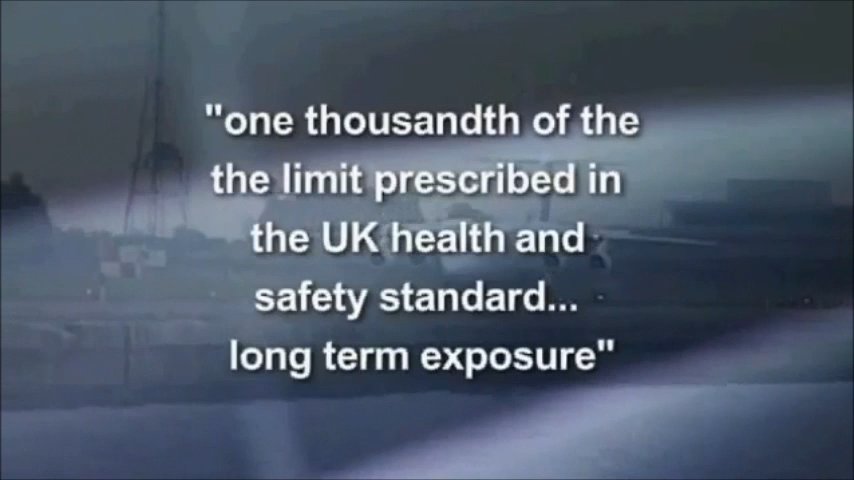 "one thousandth of the
the limit prescribed in
the UK health and
safety standard...
long term exposure"